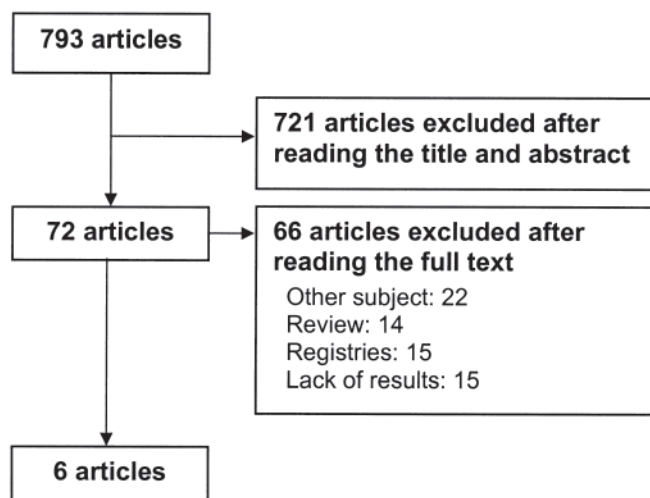 793 articles
721 articles excluded after
reading the title and abstract
72 articles
66 articles excluded after
reading the full text
Other subject: 22
Review: 14
Registries: 15
Lack of results: 15
6 articles